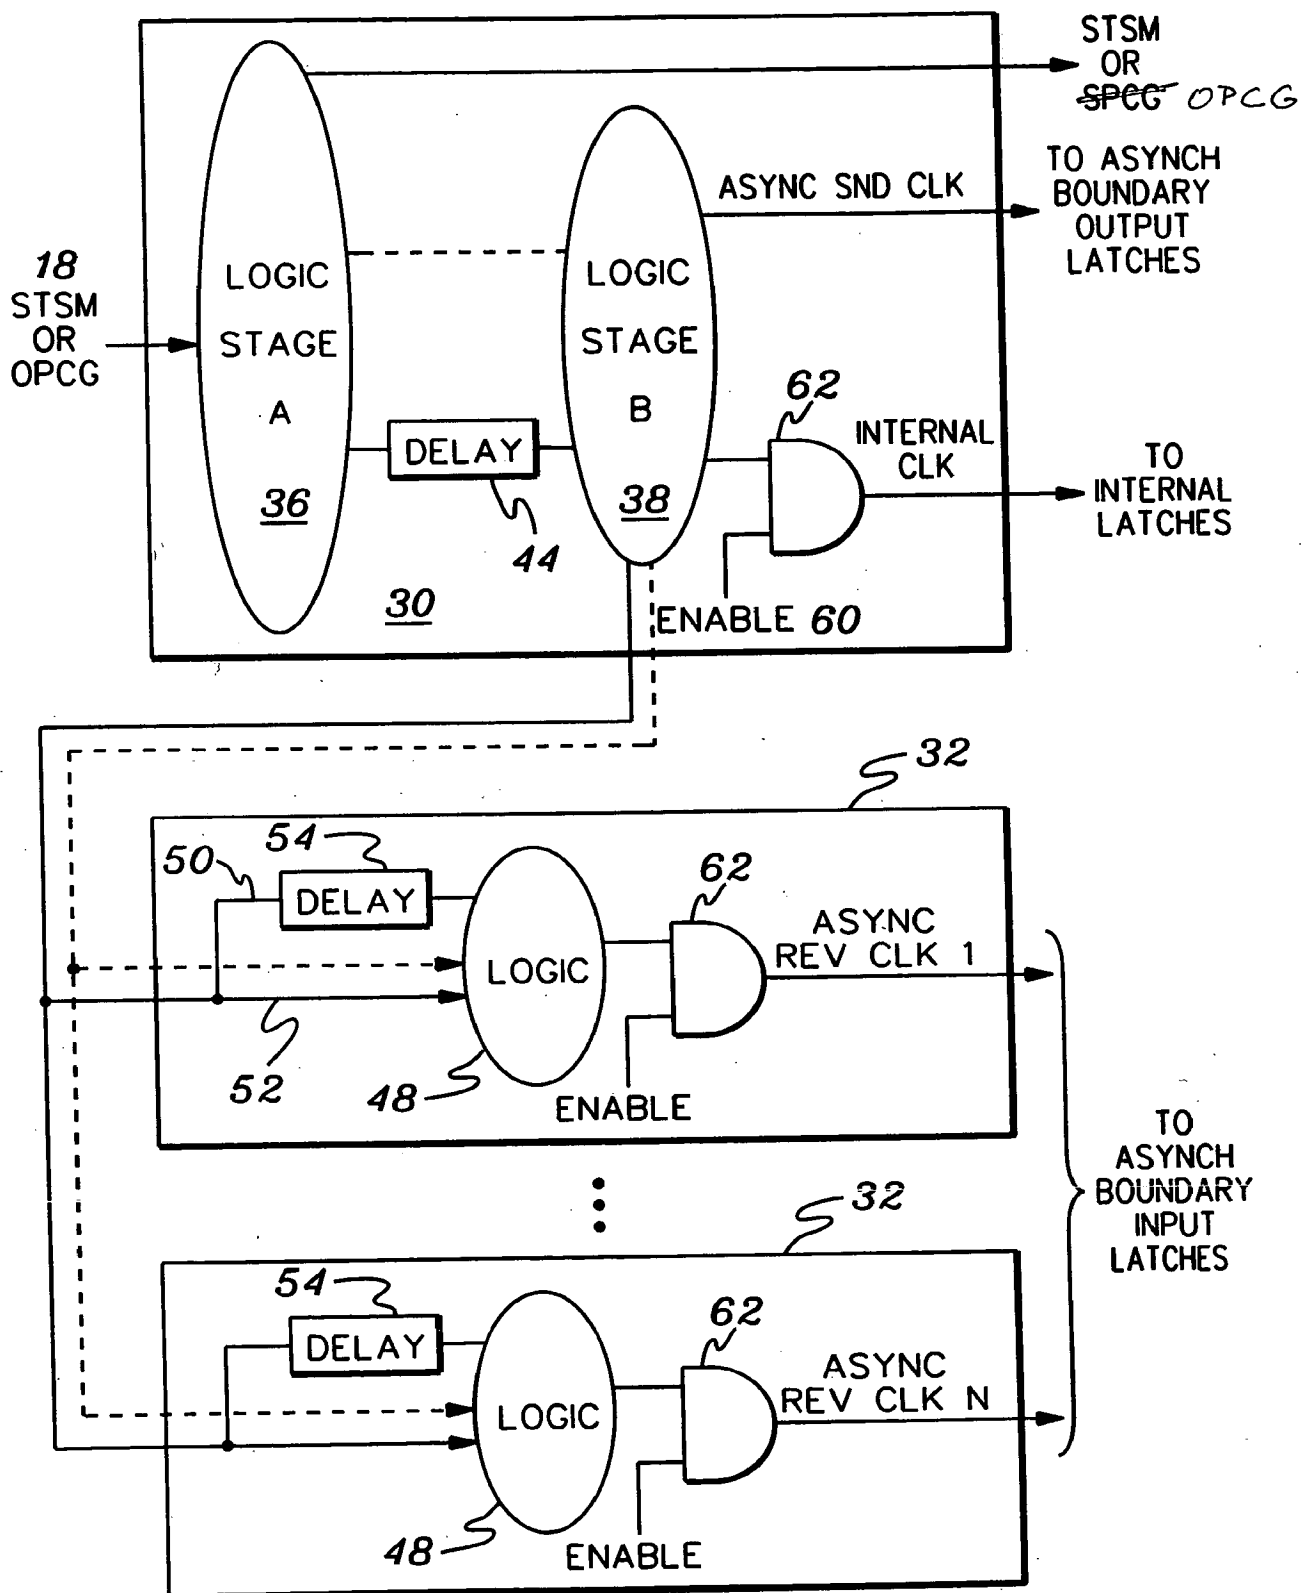 STSM
OR
SPCG OPCG
TO ASYNCH
BOUNDARY
OUTPUT
LATCHES
ASYNC SND CLK
18
STSM
OR
OPCG
LOGIC
STAGE
A
36
LOGIC
STAGE
B
38
DELAY
44
62
INTERNAL
CLK
TO
INTERNAL
LATCHES
30
ENABLE 60
32
50
54
DELAY
LOGIC
62
ASYNC
REV CLK 1
52
48
ENABLE
TO
ASYNCH
BOUNDARY
INPUT
LATCHES
32
54
DELAY
LOGIC
62
ASYNC
REV CLK N
48
ENABLE